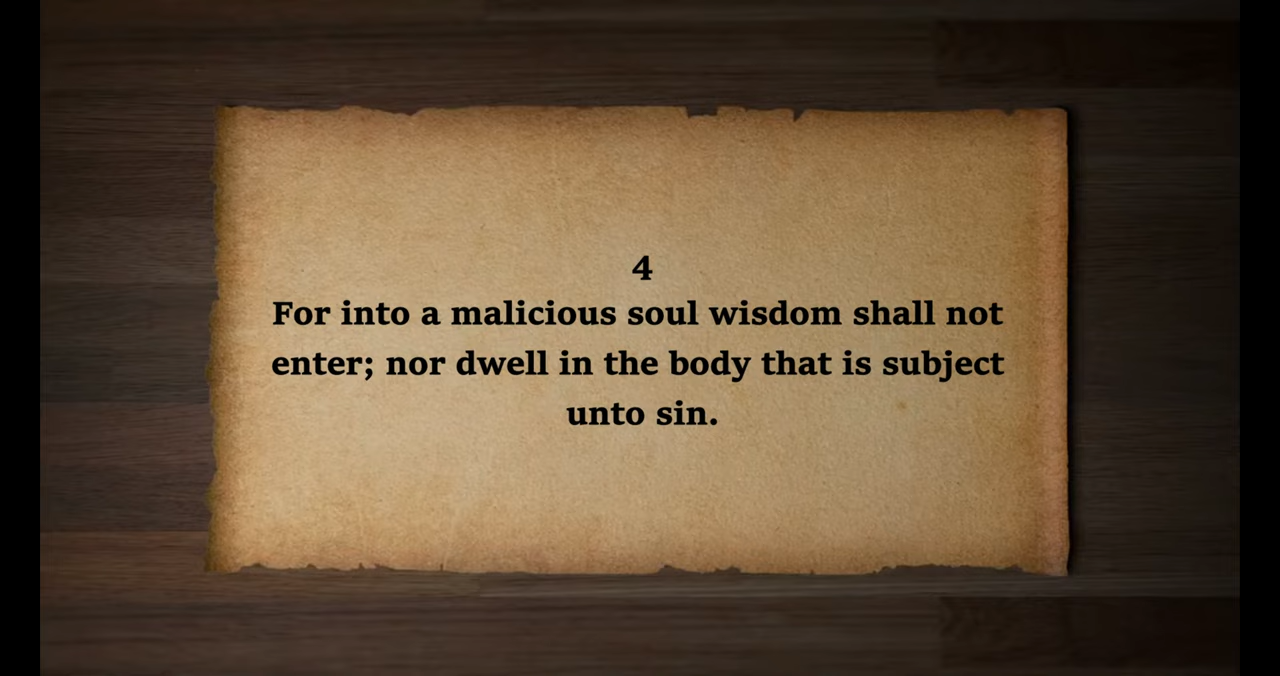 4
For into a malicious soul wisdom shall not
enter; nor dwell in the body that is subject
unto sin.